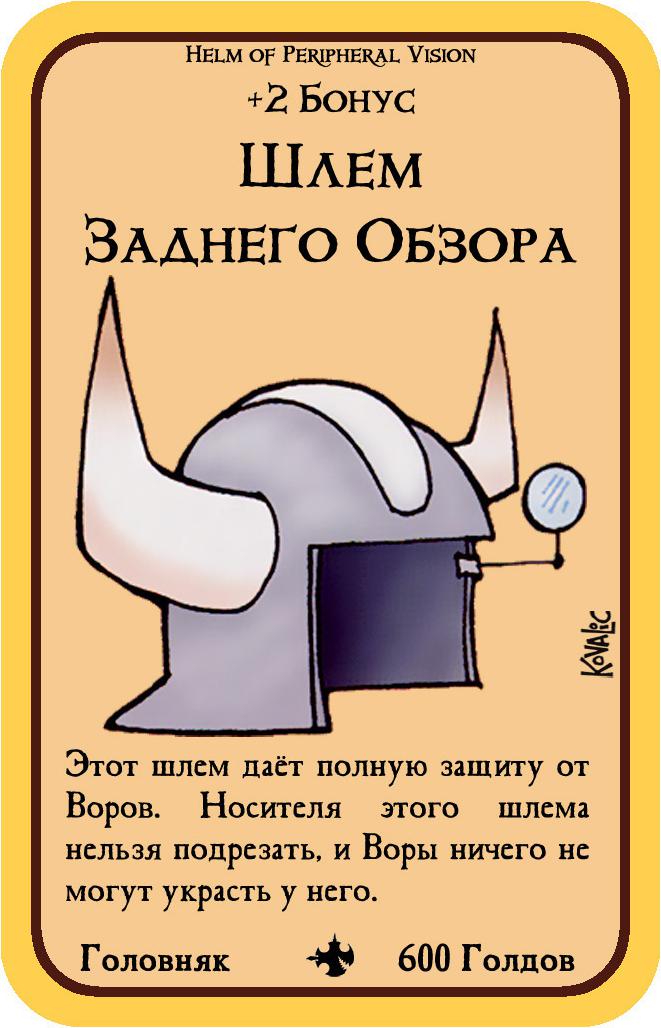 Helm of Peripheral Vision
+2 Бонус
Шлем
Заднего Обзора
Kovalic
Этот шлем даёт полную защиту от
Воров. Носителя этого шлема
нельзя подрезать, и Воры ничего не
могут украсть у него.
Головняк 600 Голдов